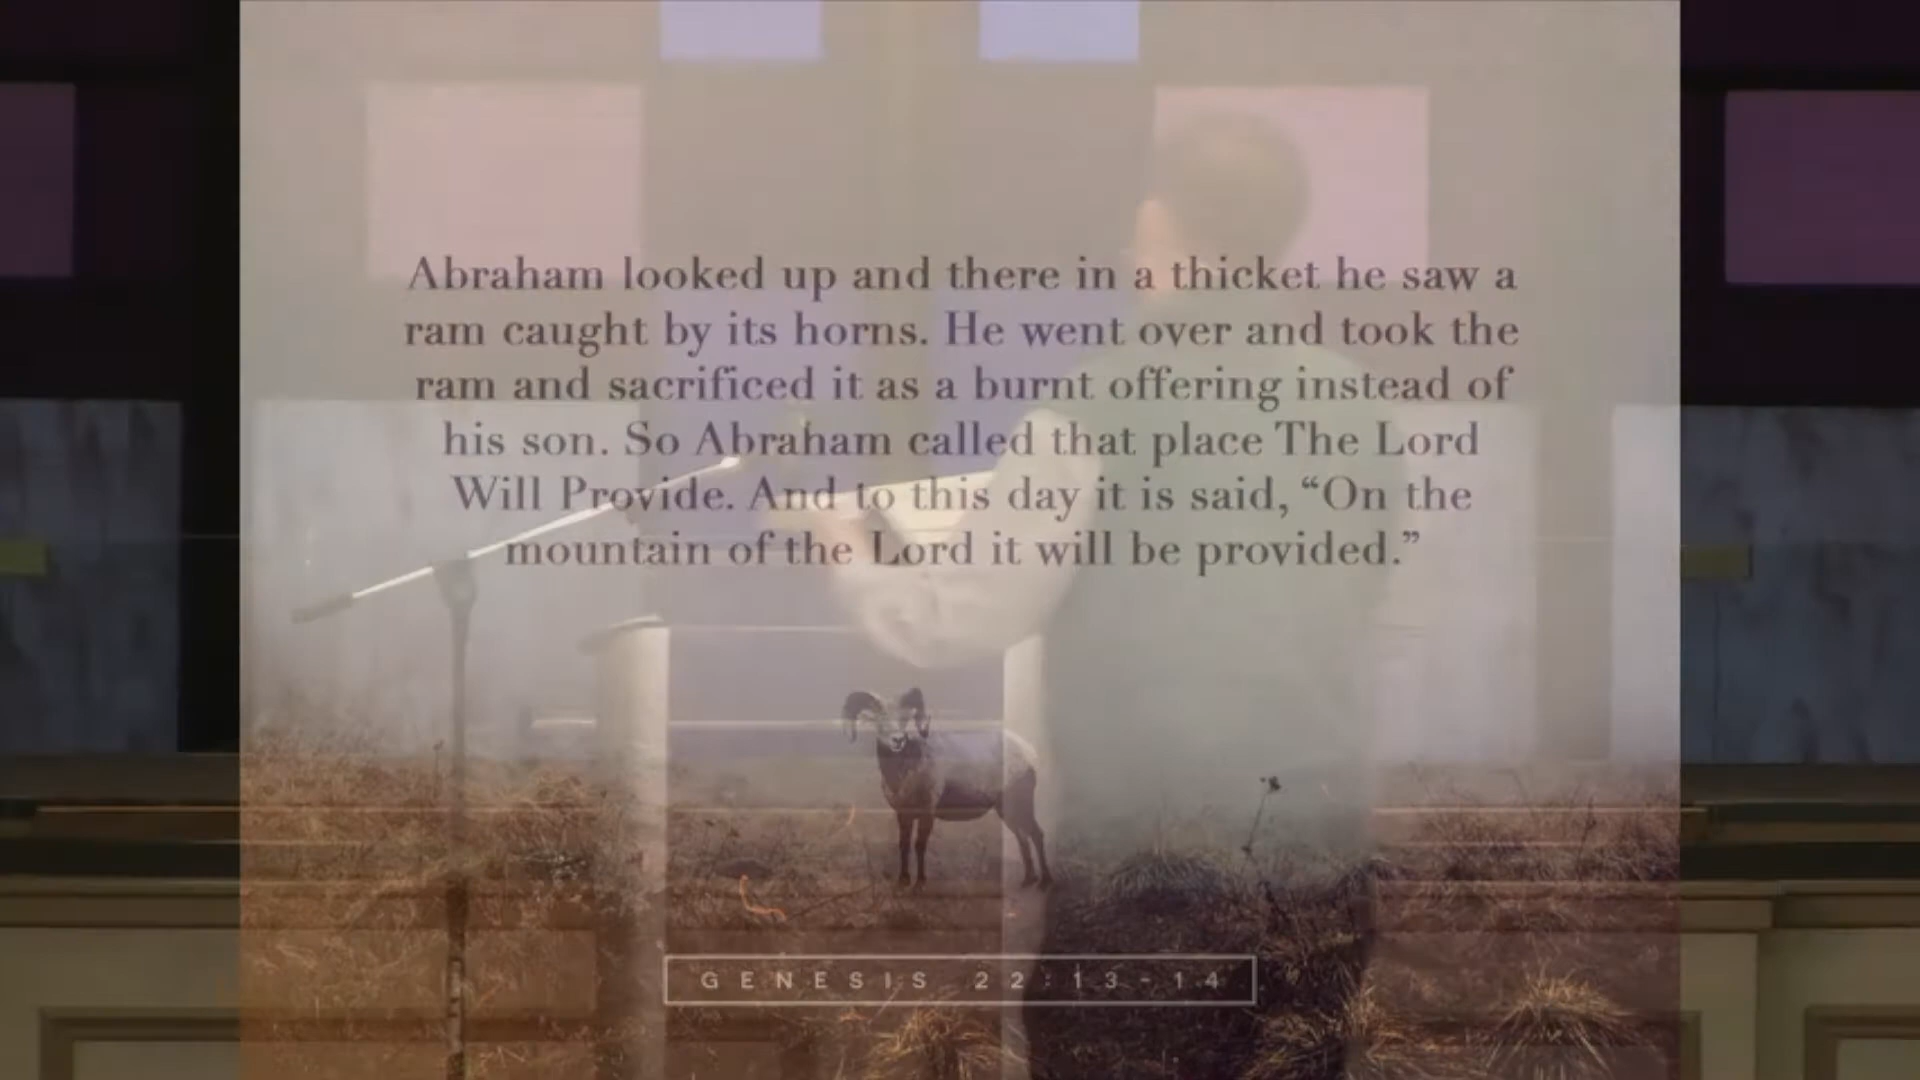 Abraham looked up and there in a thicket he saw a
ram caught by its horns. He went over and took the
ram and sacrificed it as a burnt offering instead of
his son. So Abraham called that place The Lord
Will Provide. And to this day it is said, “On the
mountain of the Lord it will be provided.”
GENESIS 22:13-14